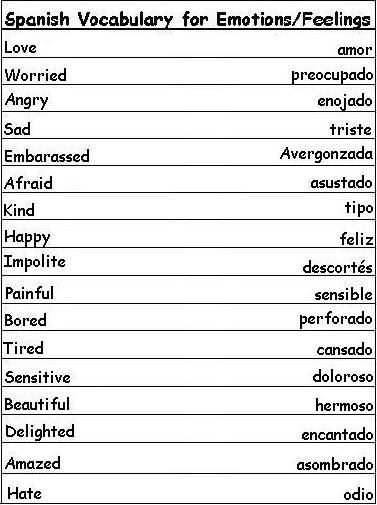 Spanish Vocabulary for Emotions/Feelings
Love amor
Worried preocupado
Angry enojado
Sad triste
Embarassed Avergonzada
Afraid asustado
Kind tipo
Happy feliz
Impolite descortés
Painful sensible
Bored perforado
Tired cansado
Sensitive doloroso
Beautiful hermoso
Delighted encantado
Amazed asombrado
Hate odio